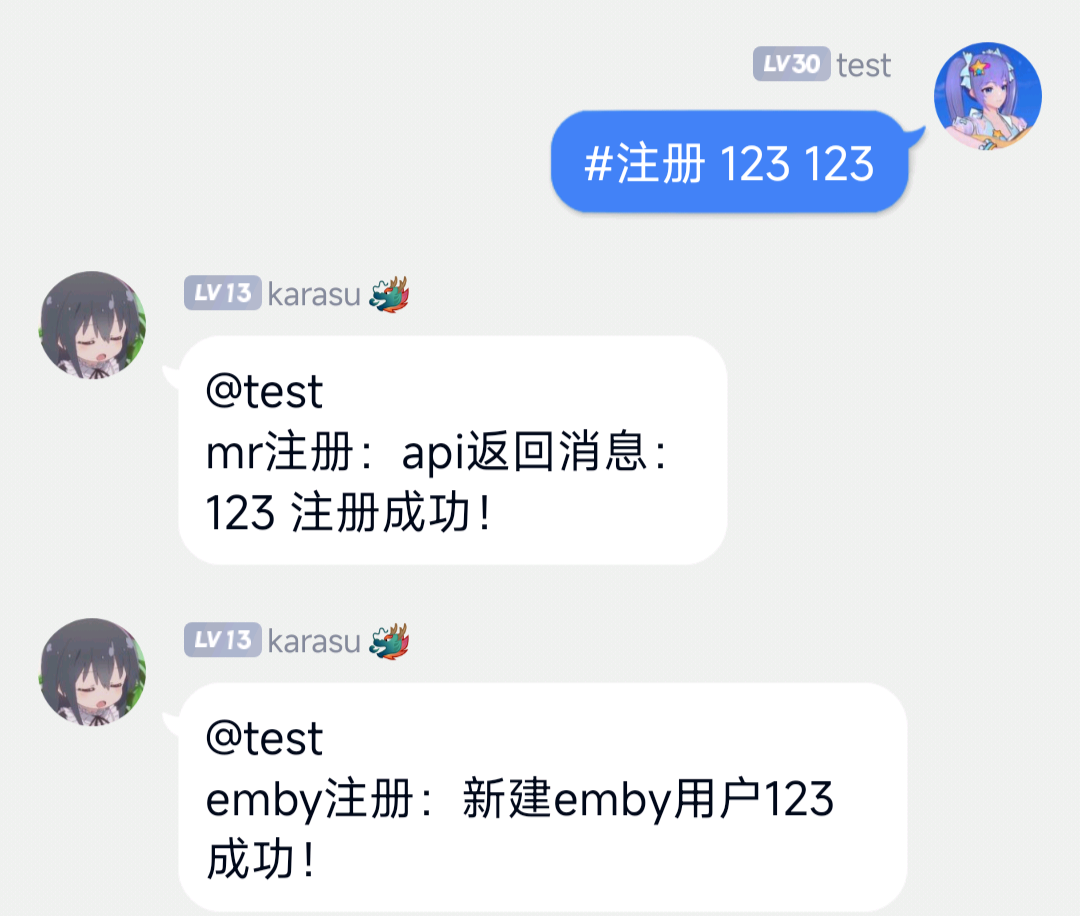 LV30 test
#注册 123 123
LV13 karasu
@test
mr注册：api返回消息：
123 注册成功！
LV13 karasu
@test
emby注册：新建emby用户123
成功！